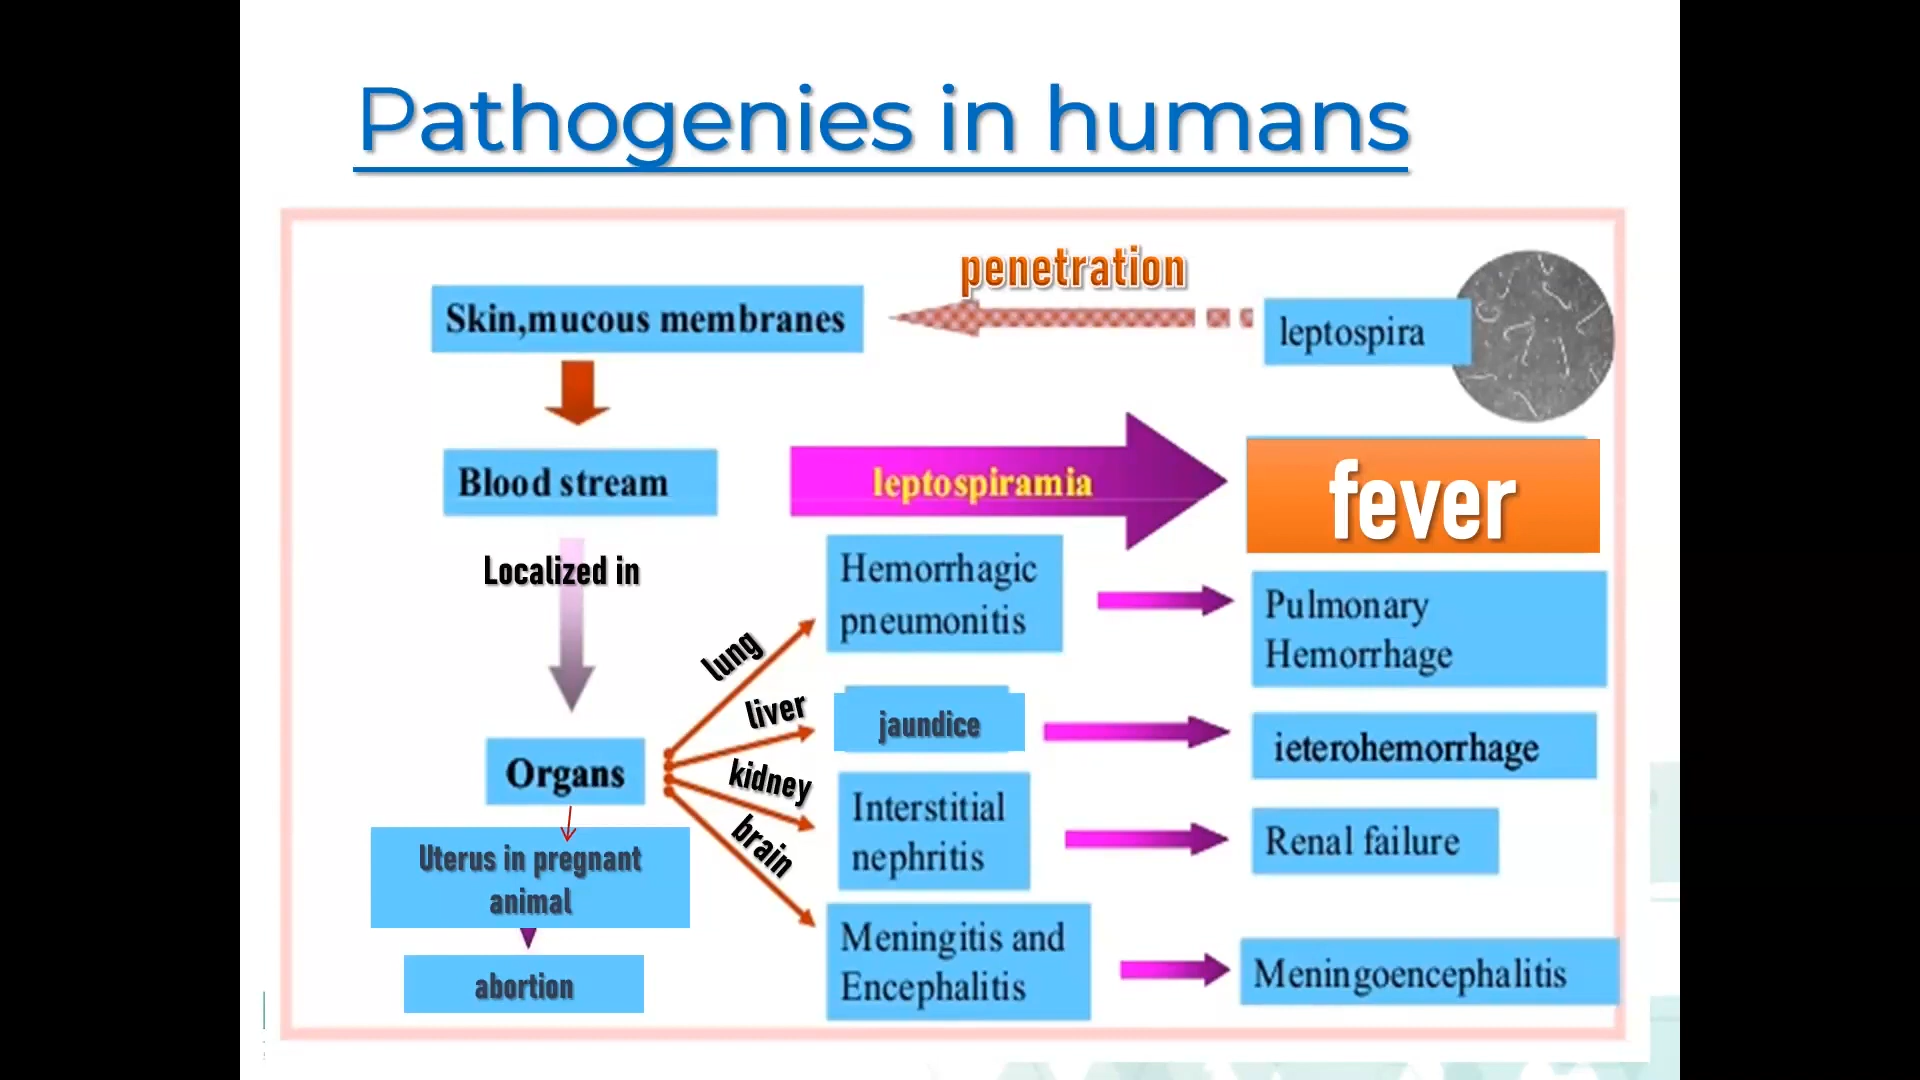 Pathogenies in humans
penetration
Skin,mucous membranes
leptospira
Blood stream
leptospiramia
fever
Localized in
Hemorrhagic
pneumonitis
Pulmonary
Hemorrhage
lung
liver
jaundice
ieterohemorrhage
Organs
kidney
Interstitial
nephritis
Renal failure
brain
Uterus in pregnant
animal
Meningitis and
Encephalitis
Meningoencephalitis
abortion